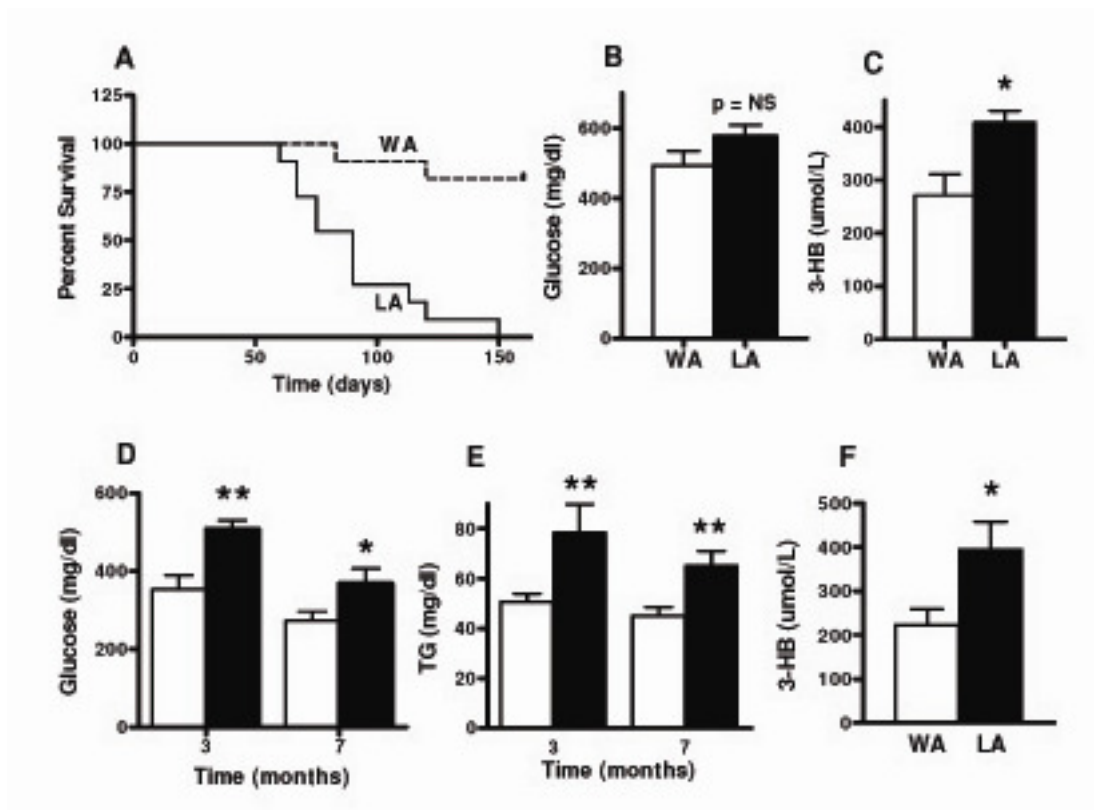 A
125
100
75
50
25
0
Percent Survival
WA
LA
0 50 100 150
Time (days)
B
p = NS
600
400
200
0
Glucose (mg/dl)
WA LA
C
*
400
300
200
100
0
3-HB (umol/L)
WA LA
D
**
*
600
400
200
0
Glucose (mg/dl)
3 7
Time (months)
E
**
**
80
60
40
20
0
TG (mg/dl)
3 7
Time (months)
F
*
500
400
300
200
100
0
3-HB (umol/L)
WA LA